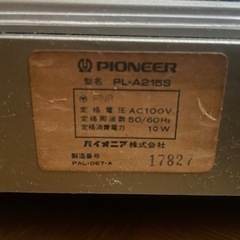 PIONEER
型名 PL-A215S
定格電圧 AC100V
定格周波数 50/60Hz
定格消費電力 10W
パイオニア株式会社
製造番号 17827
PAL-067-A